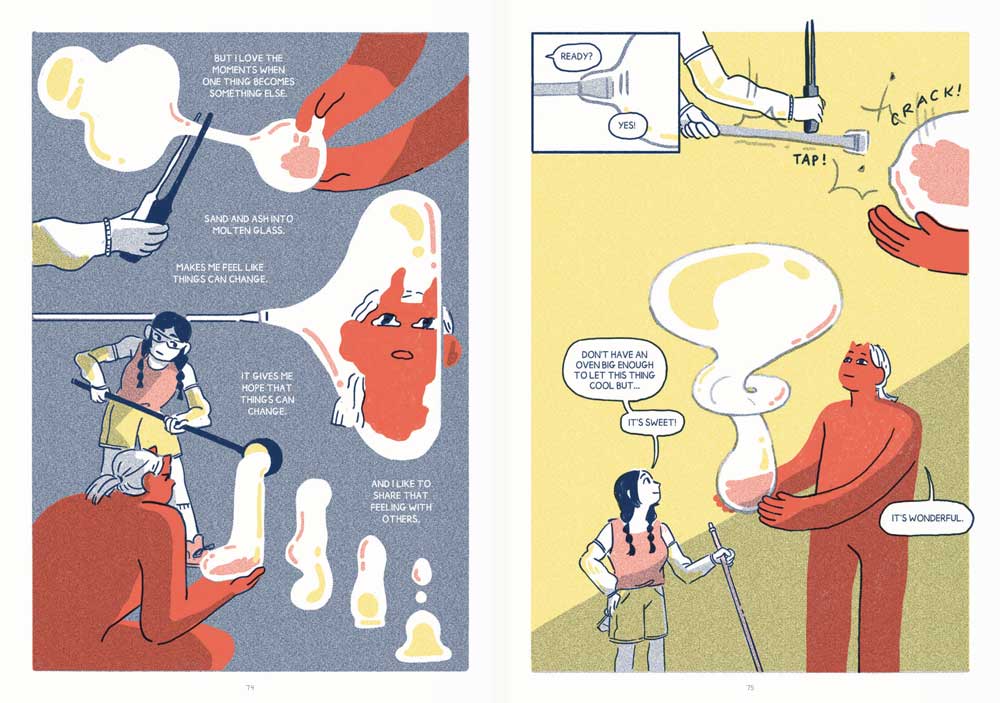 BUT I LOVE THE
MOMENTS WHEN
ONE THING BECOMES
SOMETHING ELSE.
SAND AND ASH INTO
MOLTEN GLASS.
MAKES ME FEEL LIKE
THINGS CAN CHANGE.
IT GIVES ME
HOPE THAT
THINGS CAN
CHANGE.
AND I LIKE TO
SHARE THAT
FEELING WITH
OTHERS.
74
READY?
YES!
TAP!
CRACK!
DON'T HAVE AN
OVEN BIG ENOUGH
TO LET THIS THING
COOL BUT...
IT'S SWEET!
IT'S WONDERFUL.
75